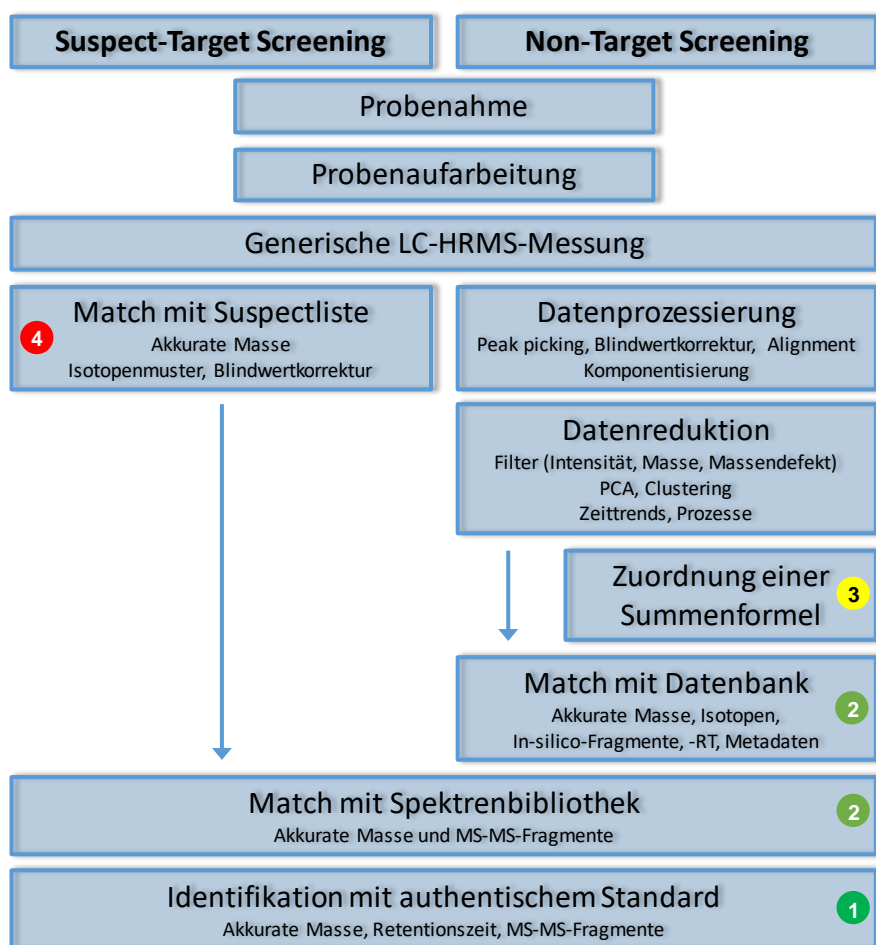 Suspect-Target Screening
Non-Target Screening
Probenahme
Probenaufarbeitung
Generische LC-HRMS-Messung
Match mit Suspectliste
4
Akkurate Masse
Isotopenmuster, Blindwertkorrektur
Datenprozessierung
Peak picking, Blindwertkorrektur, Alignment
Komponentisierung
Datenreduktion
Filter (Intensität, Masse, Massendefekt)
PCA, Clustering
Zeittrends, Prozesse
Zuordnung einer
Summenformel
3
Match mit Datenbank
Akkurate Masse, Isotopen,
In-silico-Fragmente, -RT, Metadaten
2
Match mit Spektrenbibliothek
Akkurate Masse und MS-MS-Fragmente
2
Identifikation mit authentischem Standard
Akkurate Masse, Retentionszeit, MS-MS-Fragmente
1